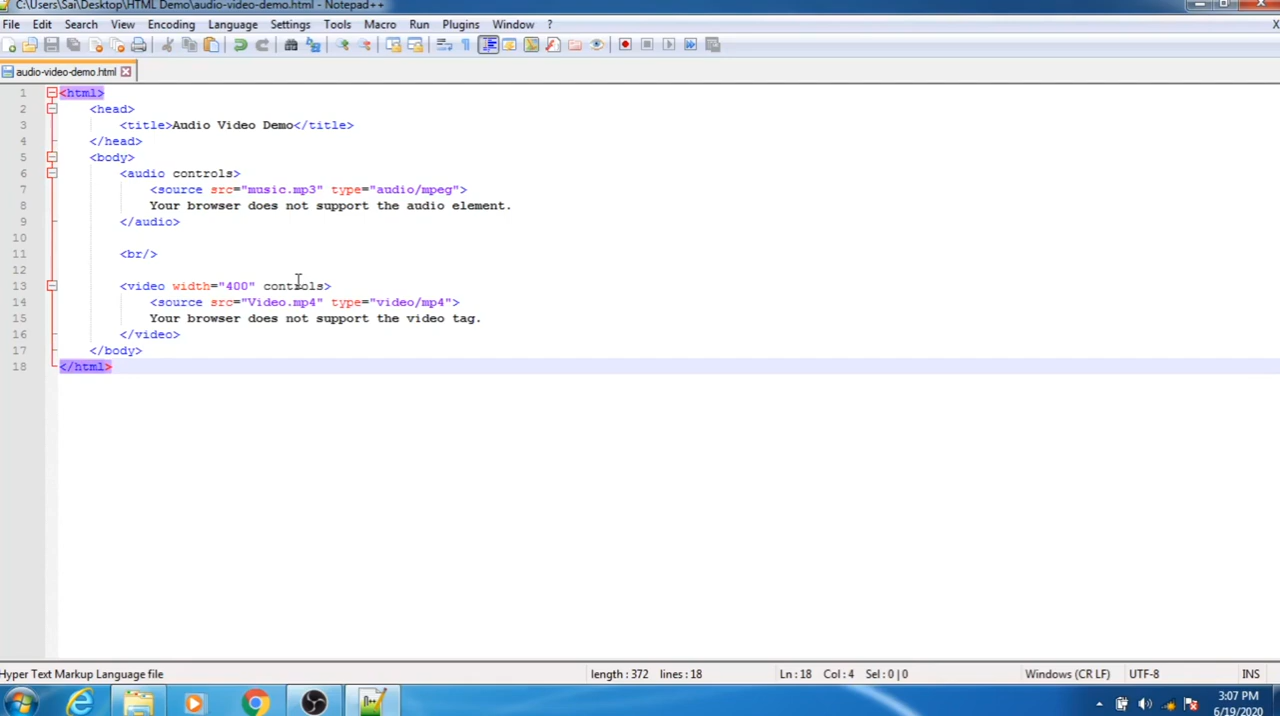 C:\Users\Sai\Desktop\HTML Demo\audio-video-demo.html - Notepad++
File Edit Search View Encoding Language Settings Tools Macro Run Plugins Window ? X
audio-video-demo.html
1 <html>
2 <head>
3 <title>Audio Video Demo</title>
4 </head>
5 <body>
6 <audio controls>
7 <source src="music.mp3" type="audio/mpeg">
8 Your browser does not support the audio element.
9 </audio>
10
11 <br/>
12
13 <video width="400" controls>
14 <source src="Video.mp4" type="video/mp4">
15 Your browser does not support the video tag.
16 </video>
17 </body>
18 </html>
Hyper Text Markup Language file length : 372 lines : 18 Ln : 18 Col : 4 Sel : 0 | 0 Windows (CR LF) UTF-8 INS
3:07 PM
6/19/2020